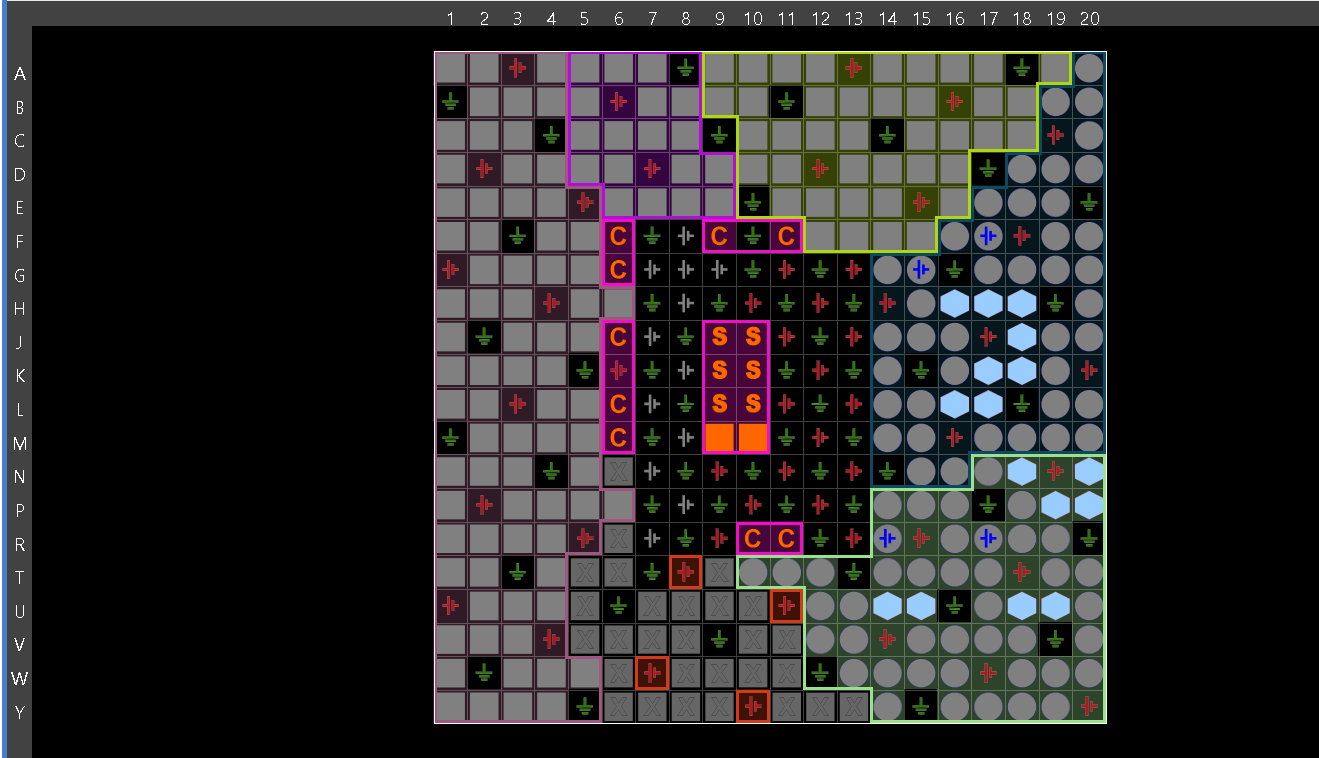 1 2 3 4 5 6 7 8 9 10 11 12 13 14 15 16 17 18 19 20
A
B
C
D
E
F C C C
G C
H
J C S S
K S S
L C S S
M C
N X
P
R X C C
T X X X
U X X X X X
V X X X X X X
W X X X X X
Y X X X X X X X